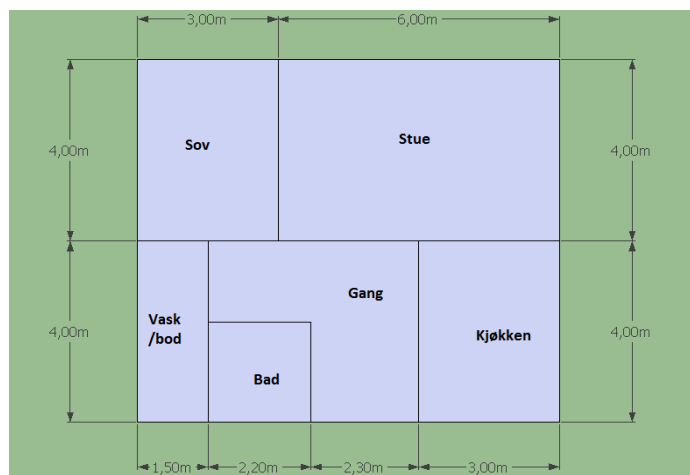 3,00m 6,00m
Sov
Stue
4,00m
4,00m
Gang
Vask
/bod
Kjøkken
Bad
4,00m
4,00m
1,50m 2,20m 2,30m 3,00m